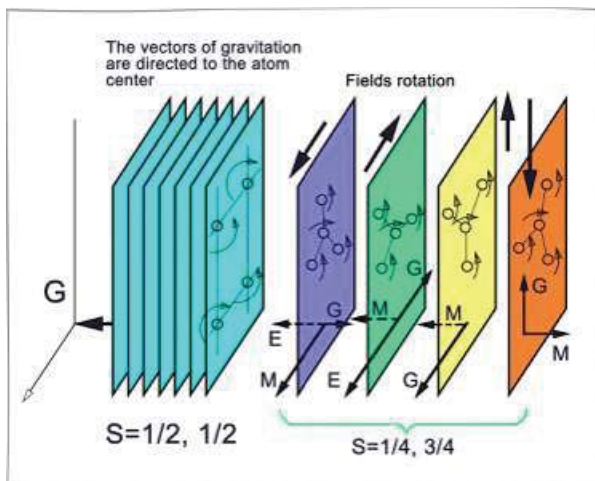 The vectors of gravitation
are directed to the atom
center
Fields rotation
G
G
G
E
G
M
M
M
M
E
G
M
S=1/2, 1/2
S=1/4, 3/4